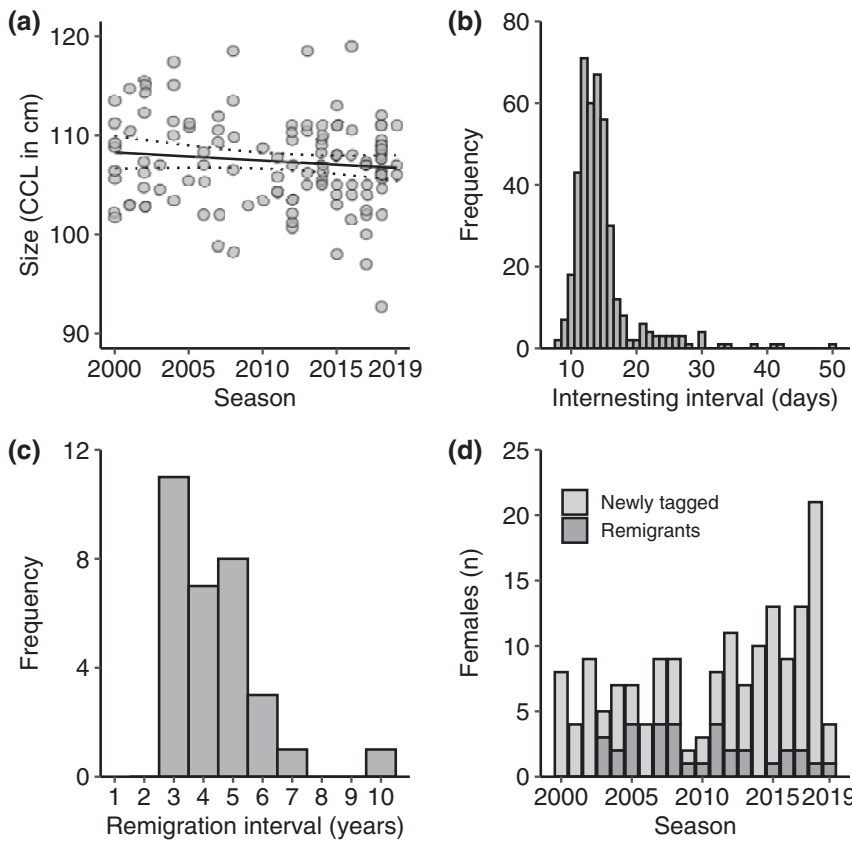 (a)
120
110
100
90
Size (CCL in cm)
2000 2005 2010 2015 2019
Season
(b)
80
60
40
20
0
Frequency
10 20 30 40 50
Internesting interval (days)
(c)
12
8
4
0
Frequency
1 2 3 4 5 6 7 8 9 10
Remigration interval (years)
(d)
25
20
15
10
5
0
Females (n)
Newly tagged
Remigrants
2000 2005 2010 2015 2019
Season